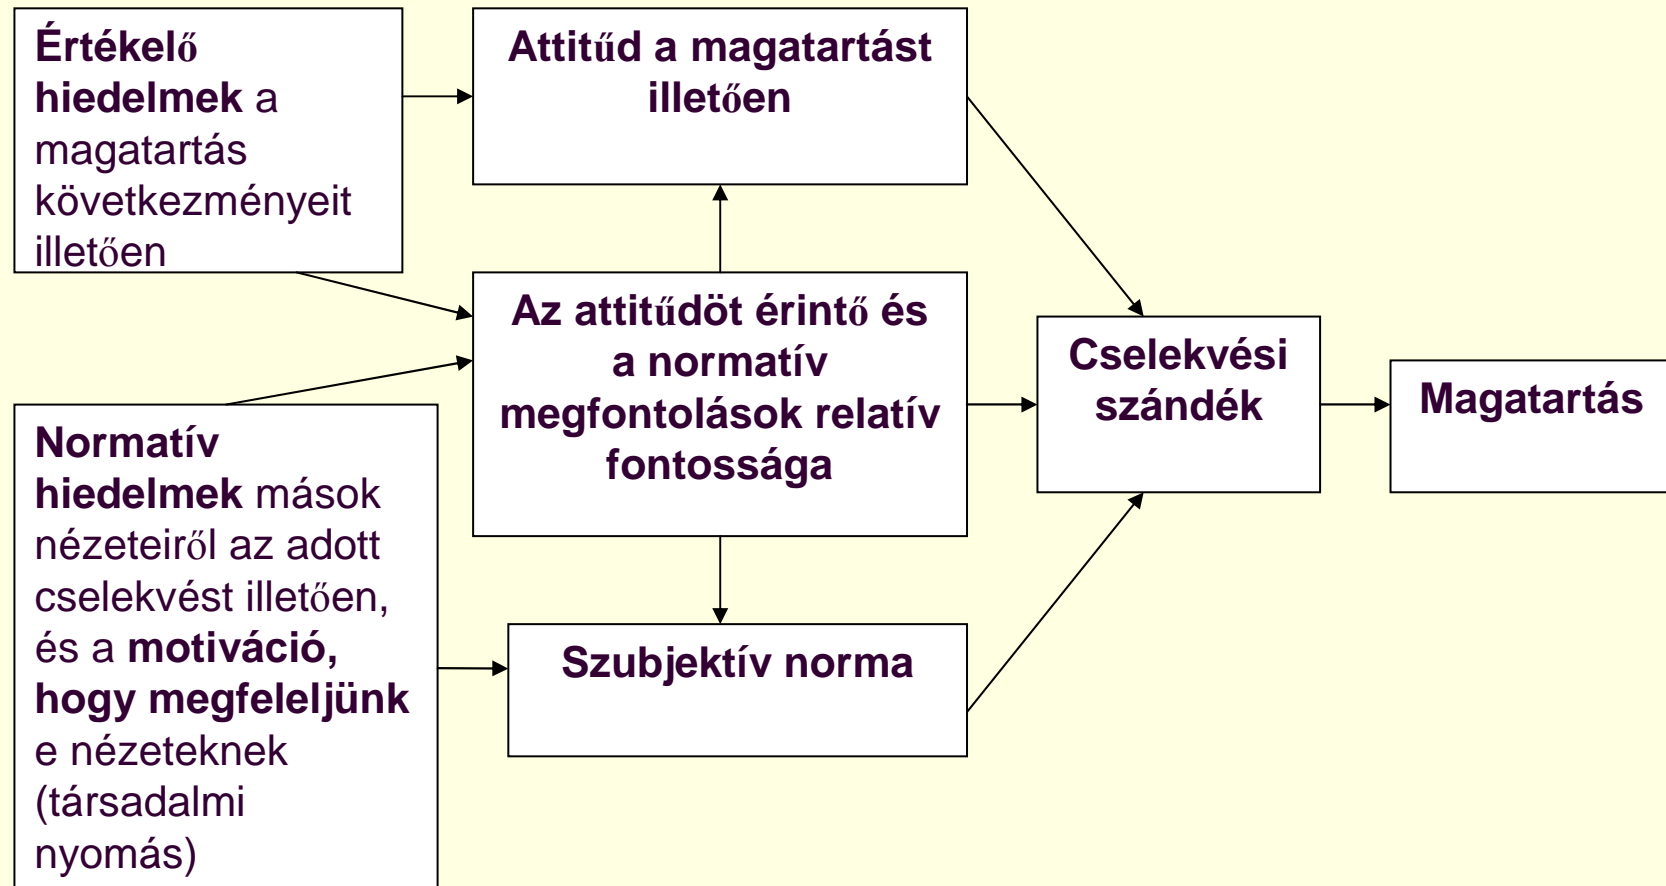 Értékelő
hiedelmek a
magatartás
következményeit
illetően
Attitűd a magatartást
illetően
Az attitűdöt érintő és
a normatív
megfontolások relatív
fontossága
Cselekvési
szándék
Magatartás
Normatív
hiedelmek mások
nézeteiről az adott
cselekvést illetően,
és a motiváció,
hogy megfeleljünk
e nézeteknek
(társadalmi
nyomás)
Szubjektív norma